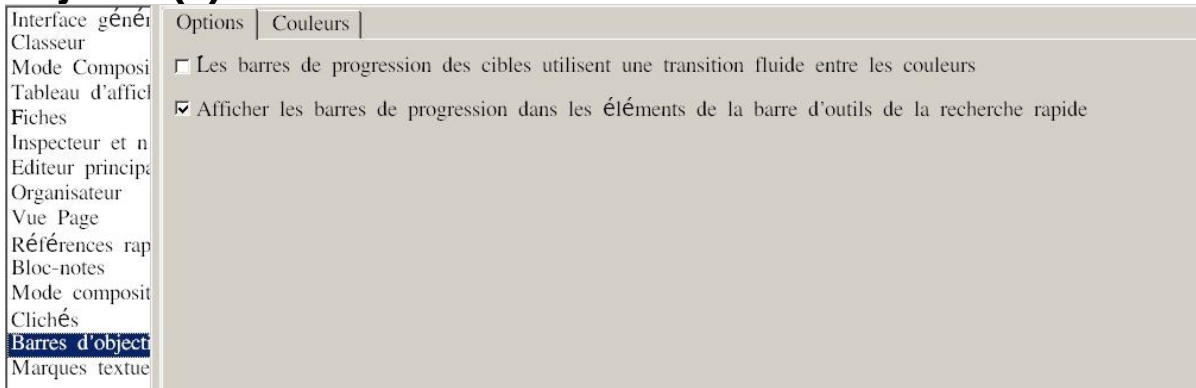 Interface génér
Classeur
Mode Composi
Tableau d'affich
Fiches
Inspecteur et n
Editeur principa
Organisateur
Vue Page
Références rap
Bloc-notes
Mode composit
Clichés
Barres d'objecti
Marques textue
Options
Couleurs
Les barres de progression des cibles utilisent une transition fluide entre les couleurs
Afficher les barres de progression dans les éléments de la barre d'outils de la recherche rapide